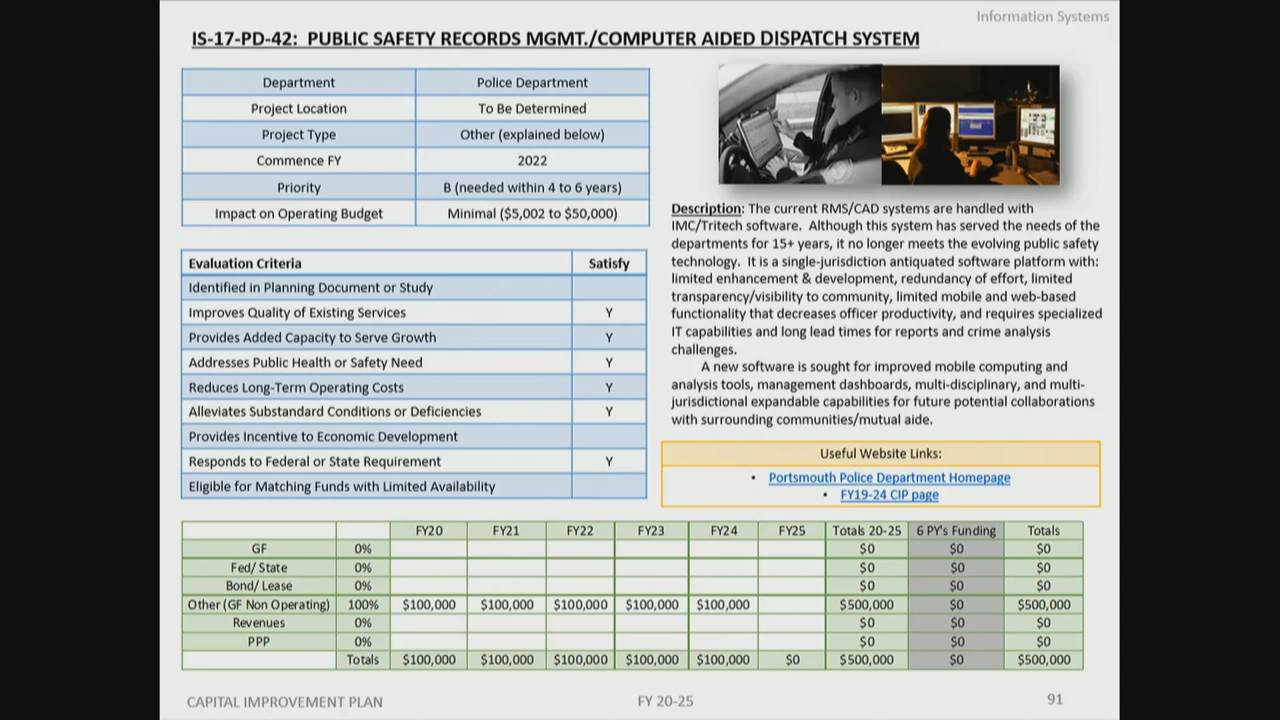 Information Systems
IS-17-PD-42: PUBLIC SAFETY RECORDS MGMT./COMPUTER AIDED DISPATCH SYSTEM
Department Police Department
Project Location To Be Determined
Project Type Other (explained below)
Commence FY 2022
Priority B (needed within 4 to 6 years)
Impact on Operating Budget Minimal ($5,002 to $50,000)
Evaluation Criteria Satisfy
Identified in Planning Document or Study
Improves Quality of Existing Services Y
Provides Added Capacity to Serve Growth Y
Addresses Public Health or Safety Need Y
Reduces Long-Term Operating Costs Y
Alleviates Substandard Conditions or Deficiencies Y
Provides Incentive to Economic Development
Responds to Federal or State Requirement Y
Eligible for Matching Funds with Limited Availability
Description: The current RMS/CAD systems are handled with
IMC/Tritech software. Although this system has served the needs of the
departments for 15+ years, it no longer meets the evolving public safety
technology. It is a single-jurisdiction antiquated software platform with:
limited enhancement & development, redundancy of effort, limited
transparency/visibility to community, limited mobile and web-based
functionality that decreases officer productivity, and requires specialized
IT capabilities and long lead times for reports and crime analysis
challenges.
A new software is sought for improved mobile computing and
analysis tools, management dashboards, multi-disciplinary, and multi-
jurisdictional expandable capabilities for future potential collaborations
with surrounding communities/mutual aide.
Useful Website Links:
• Portsmouth Police Department Homepage
• FY19-24 CIP page
FY20 FY21 FY22 FY23 FY24 FY25 Totals 20-25 6 PY's Funding Totals
GF 0% $0 $0 $0
Fed/ State 0% $0 $0 $0
Bond/ Lease 0% $0 $0 $0
Other (GF Non Operating) 100% $100,000 $100,000 $100,000 $100,000 $100,000 $500,000 $0 $500,000
Revenues 0% $0 $0 $0
PPP 0% $0 $0 $0
Totals $100,000 $100,000 $100,000 $100,000 $100,000 $0 $500,000 $0 $500,000
CAPITAL IMPROVEMENT PLAN FY 20-25 91